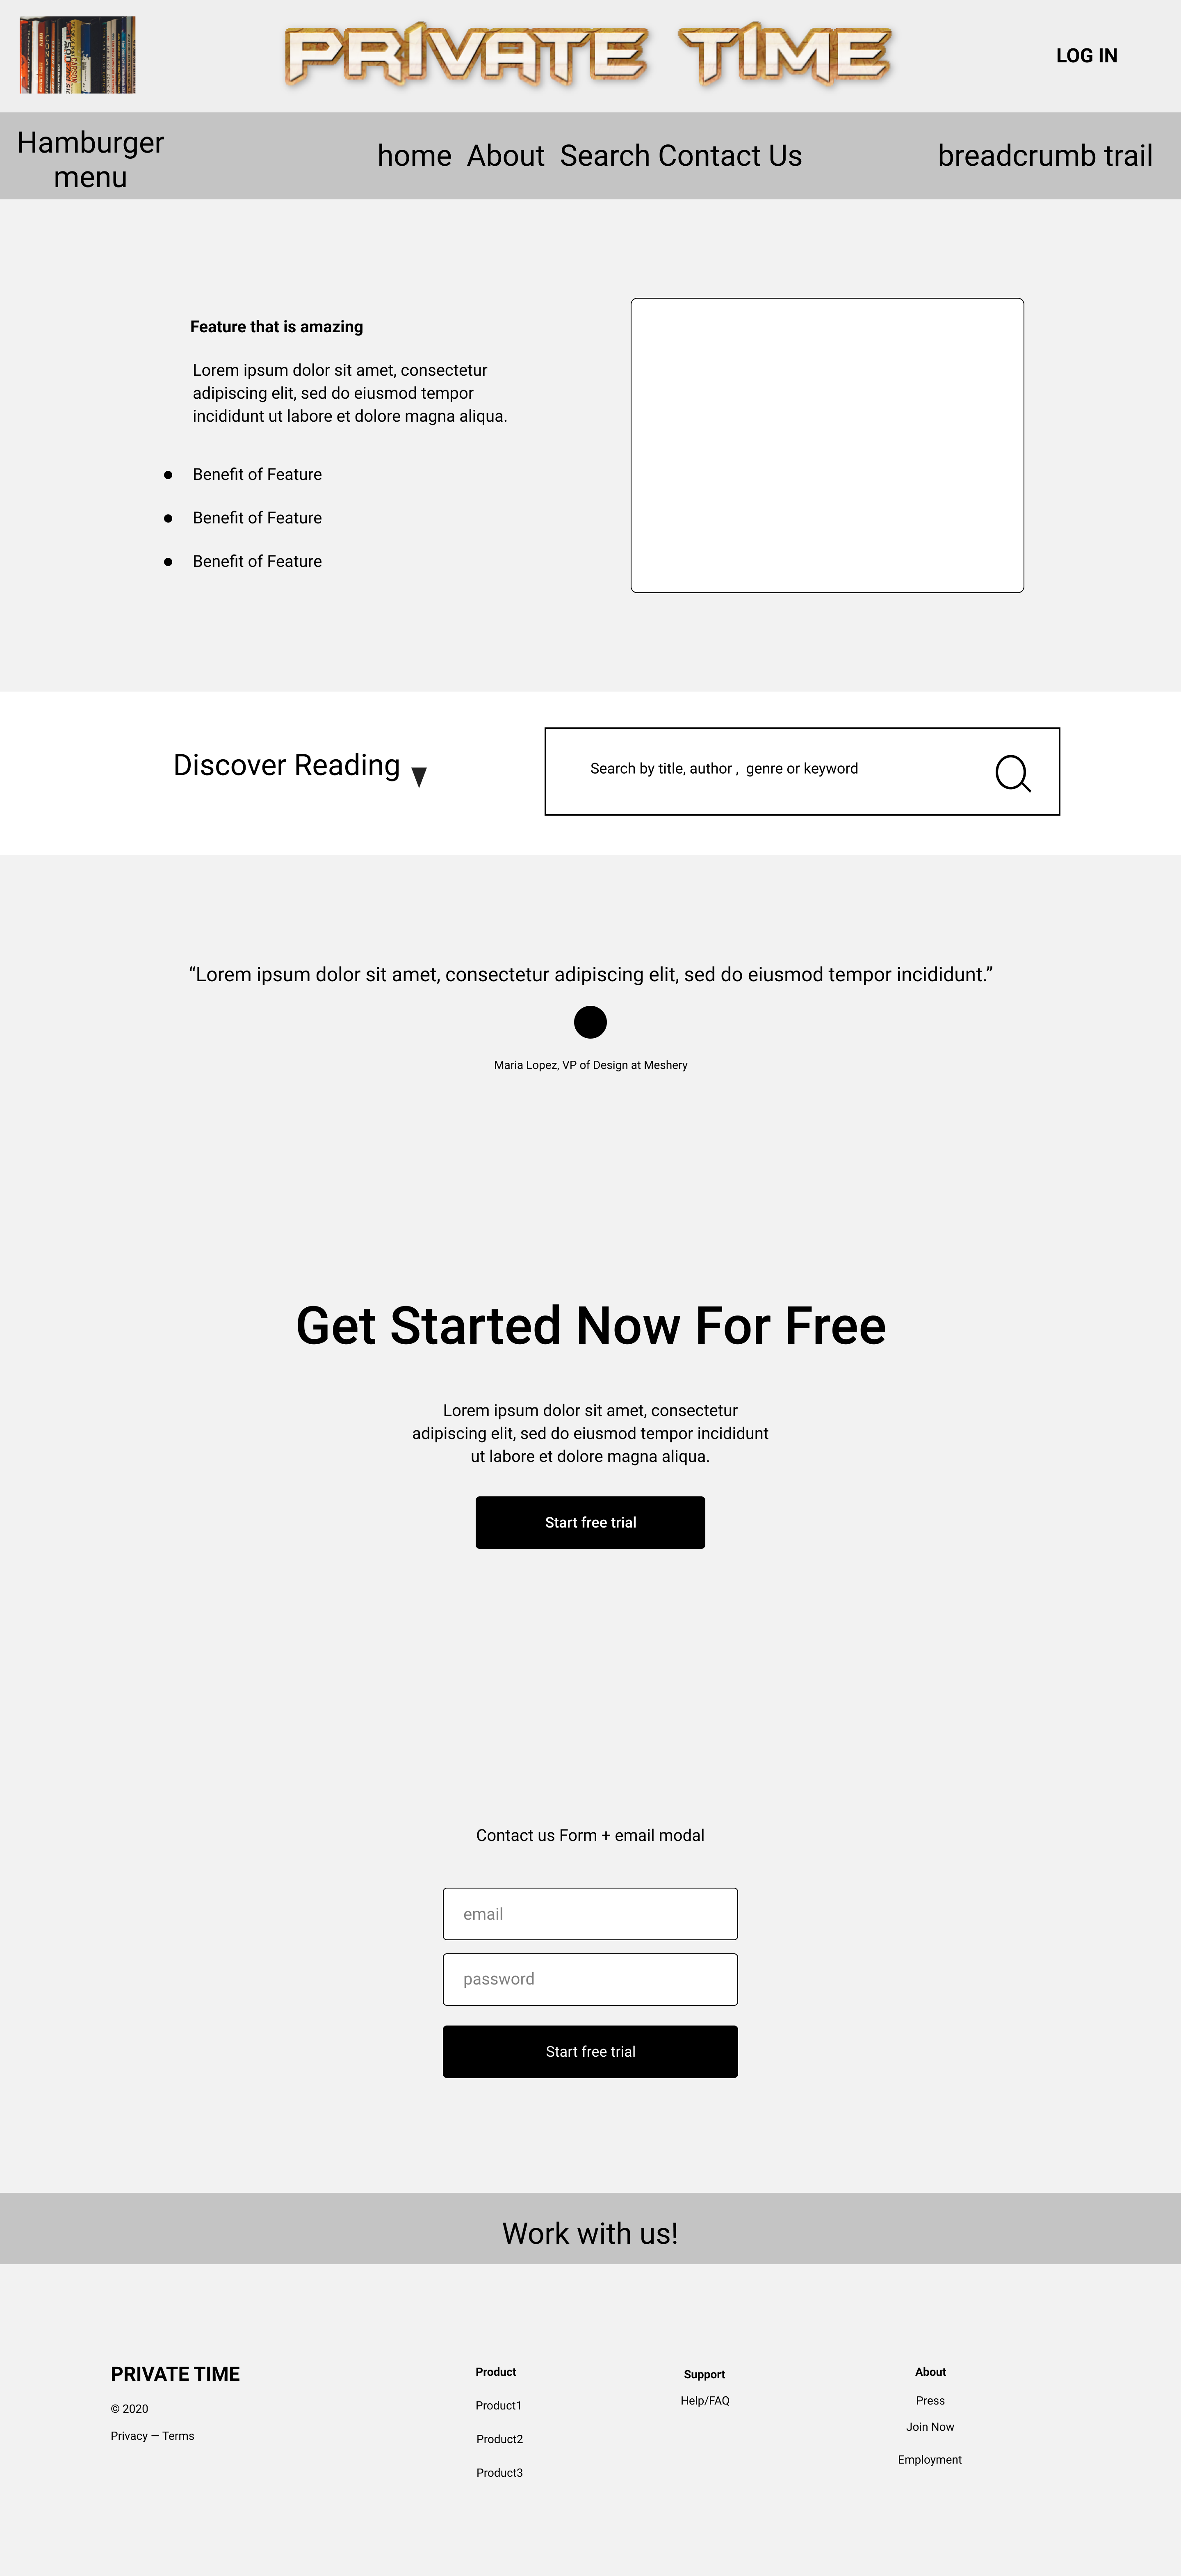 PRIVATE TIME
LOG IN
Hamburger
menu
home About Search Contact Us
breadcrumb trail
Feature that is amazing
Lorem ipsum dolor sit amet, consectetur
adipiscing elit, sed do eiusmod tempor
incididunt ut labore et dolore magna aliqua.
Benefit of Feature
Benefit of Feature
Benefit of Feature
Discover Reading
Search by title, author , genre or keyword
“Lorem ipsum dolor sit amet, consectetur adipiscing elit, sed do eiusmod tempor incididunt.”
Maria Lopez, VP of Design at Meshery
Get Started Now For Free
Lorem ipsum dolor sit amet, consectetur
adipiscing elit, sed do eiusmod tempor incididunt
ut labore et dolore magna aliqua.
Start free trial
Contact us Form + email modal
email
password
Start free trial
Work with us!
PRIVATE TIME
© 2020
Privacy — Terms
Product
Product1
Product2
Product3
Support
Help/FAQ
About
Press
Join Now
Employment